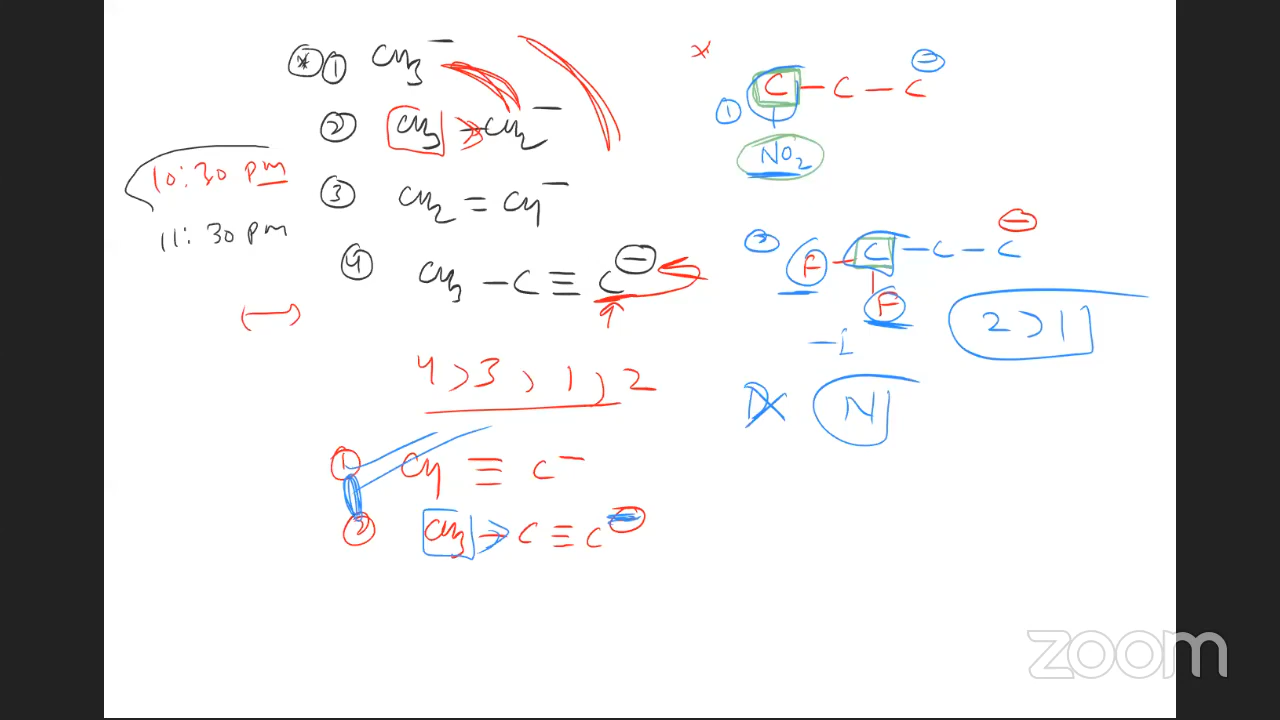 * ① CH3⁻
② CH3 → CH2⁻
③ CH2 = CH⁻
④ CH3 – C ≡ C⊖
10:30 pm
11:30 pm
4 > 3 > 1 > 2
① CH ≡ C⁻
② CH3 → C ≡ C⊖
×
① C – C – C⊖
NO2
② F – C – C – C⊖
F
-I
2 > 1
N
zoom